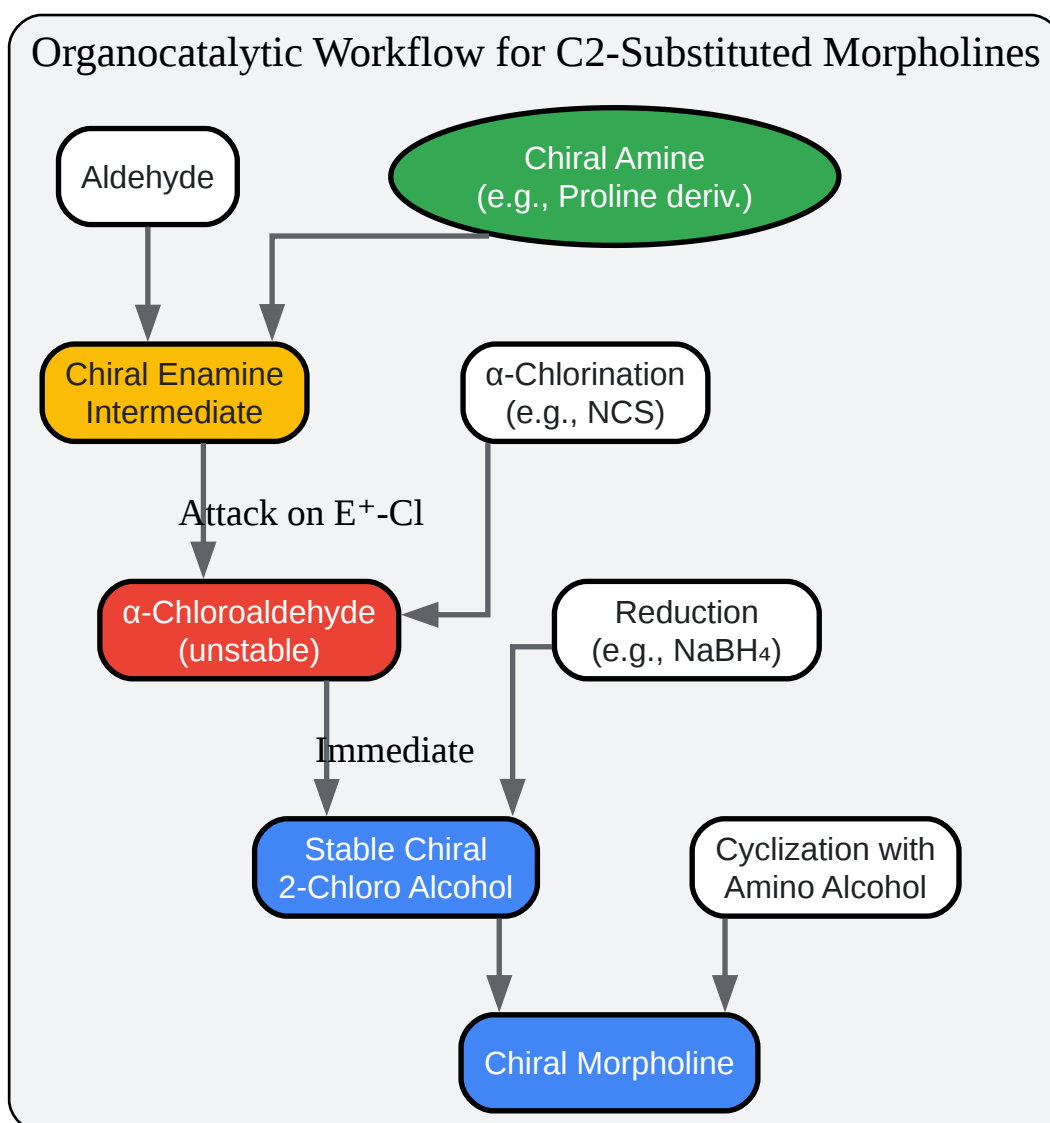 Organocatalytic Workflow for C2-Substituted Morpholines
Aldehyde
Chiral Amine
(e.g., Proline deriv.)
Chiral Enamine
Intermediate
α-Chlorination
(e.g., NCS)
Attack on E⁺-Cl
α-Chloroaldehyde
(unstable)
Reduction
(e.g., NaBH₄)
Immediate
Stable Chiral
2-Chloro Alcohol
Cyclization with
Amino Alcohol
Chiral Morpholine